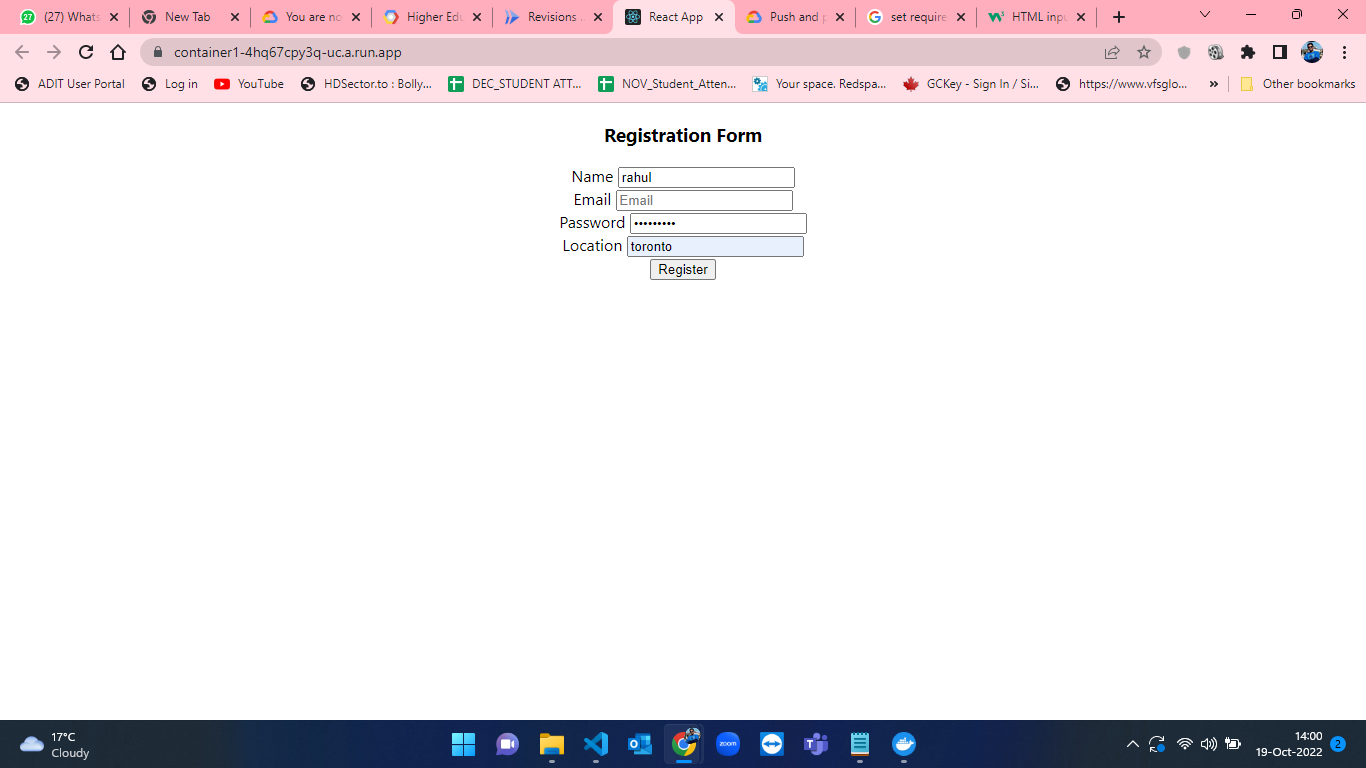 27 (27) Whats New Tab You are no Higher Edu Revisions React App Push and p set require HTML inpu
container1-4hq67cpy3q-uc.a.run.app
ADIT User Portal Log in YouTube HDSector.to : Bolly... DEC_STUDENT ATT... NOV_Student_Atten... Your space. Redspa... GCKey - Sign In / Si... https://www.vfsglo... » Other bookmarks
Registration Form
Name rahul
Email Email
Password •••••••••
Location toronto
Register
17°C
Cloudy
zoom
14:00
19-Oct-2022 2